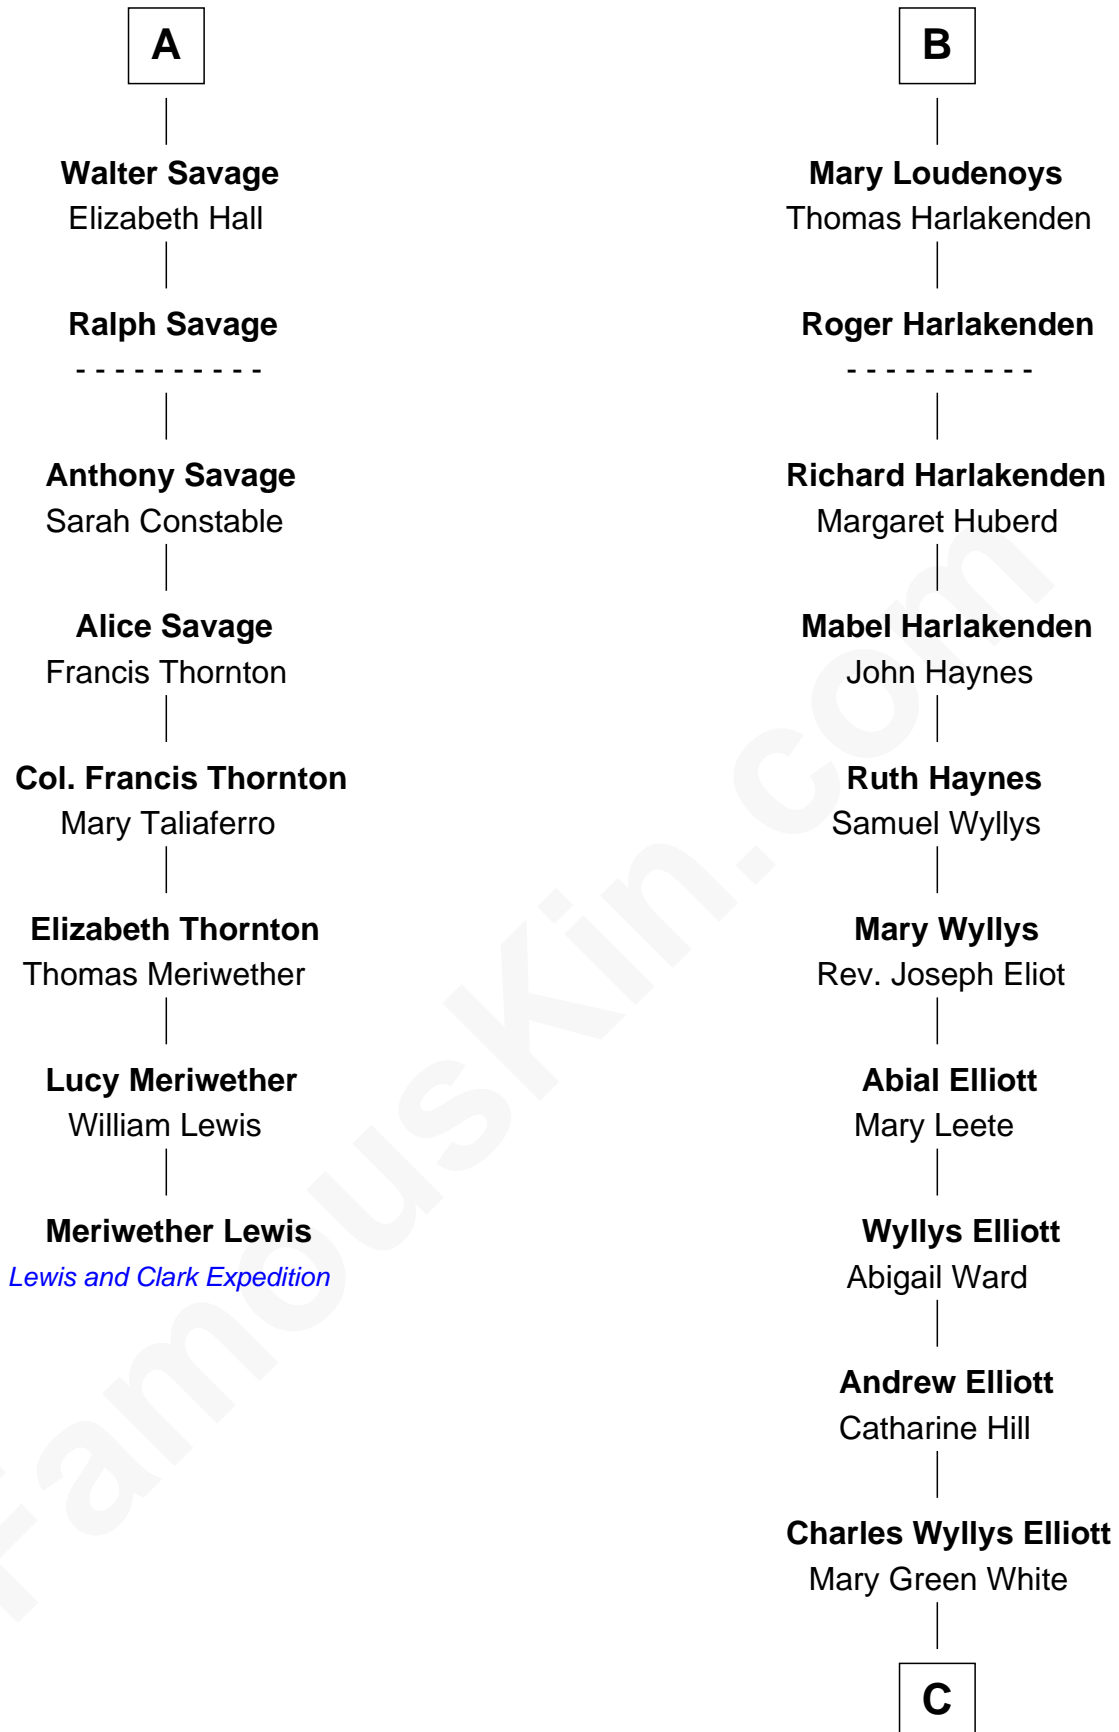 A
Walter Savage
Elizabeth Hall
Ralph Savage
- - - - - - - - - -
Anthony Savage
Sarah Constable
Alice Savage
Francis Thornton
Col. Francis Thornton
Mary Taliaferro
Elizabeth Thornton
Thomas Meriwether
Lucy Meriwether
William Lewis
Meriwether Lewis
Lewis and Clark Expedition
B
Mary Loudenoys
Thomas Harlakenden
Roger Harlakenden
- - - - - - - - - -
Richard Harlakenden
Margaret Huberd
Mabel Harlakenden
John Haynes
Ruth Haynes
Samuel Wyllys
Mary Wyllys
Rev. Joseph Eliot
Abial Elliott
Mary Leete
Wyllys Elliott
Abigail Ward
Andrew Elliott
Catharine Hill
Charles Wyllys Elliott
Mary Green White
C
FamousKin.com